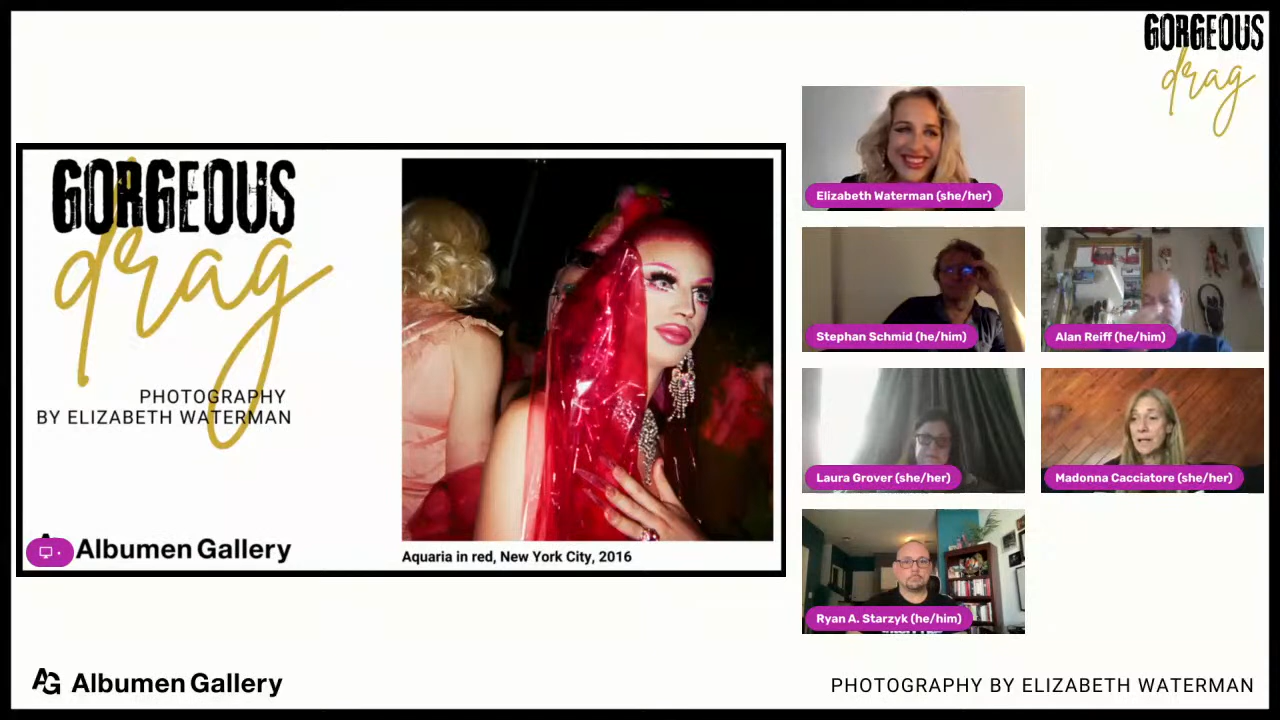 GORGEOUS
drag
GORGEOUS
drag
PHOTOGRAPHY
BY ELIZABETH WATERMAN
Albumen Gallery
Aquaria in red, New York City, 2016
Elizabeth Waterman (she/her)
Stephan Schmid (he/him)
Alan Reiff (he/him)
Laura Grover (she/her)
Madonna Cacciatore (she/her)
Ryan A. Starzyk (he/him)
AG Albumen Gallery
PHOTOGRAPHY BY ELIZABETH WATERMAN